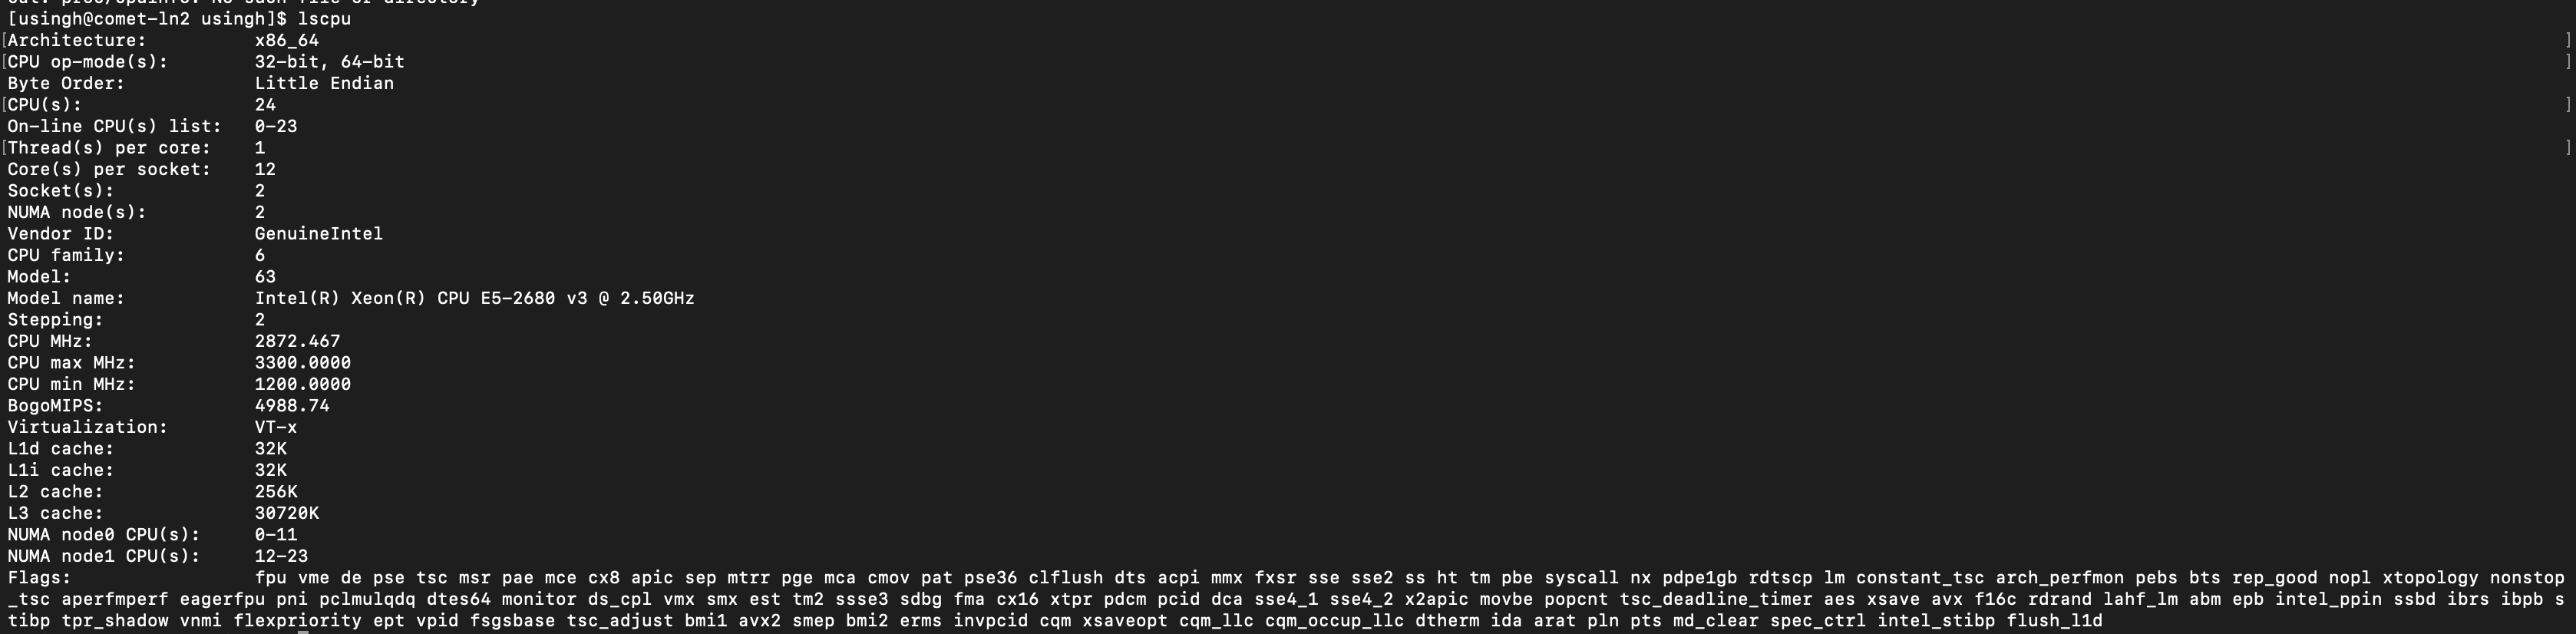 [usingh@comet-ln2 usingh]$ lscpu
[Architecture:          x86_64 ]
[CPU op-mode(s):        32-bit, 64-bit ]
Byte Order:            Little Endian
[CPU(s):                24 ]
On-line CPU(s) list:   0-23
[Thread(s) per core:    1 ]
Core(s) per socket:    12
Socket(s):             2
NUMA node(s):          2
Vendor ID:             GenuineIntel
CPU family:            6
Model:                 63
Model name:            Intel(R) Xeon(R) CPU E5-2680 v3 @ 2.50GHz
Stepping:              2
CPU MHz:               2872.467
CPU max MHz:           3300.0000
CPU min MHz:           1200.0000
BogoMIPS:              4988.74
Virtualization:        VT-x
L1d cache:             32K
L1i cache:             32K
L2 cache:              256K
L3 cache:              30720K
NUMA node0 CPU(s):     0-11
NUMA node1 CPU(s):     12-23
Flags:                 fpu vme de pse tsc msr pae mce cx8 apic sep mtrr pge mca cmov pat pse36 clflush dts acpi mmx fxsr sse sse2 ss ht tm pbe syscall nx pdpe1gb rdtscp lm constant_tsc arch_perfmon pebs bts rep_good nopl xtopology nonstop
_tsc aperfmperf eagerfpu pni pclmulqdq dtes64 monitor ds_cpl vmx smx est tm2 ssse3 sdbg fma cx16 xtpr pdcm pcid dca sse4_1 sse4_2 x2apic movbe popcnt tsc_deadline_timer aes xsave avx f16c rdrand lahf_lm abm epb intel_ppin ssbd ibrs ibpb s
tibp tpr_shadow vnmi flexpriority ept vpid fsgsbase tsc_adjust bmi1 avx2 smep bmi2 erms invpcid cqm xsaveopt cqm_llc cqm_occup_llc dtherm ida arat pln pts md_clear spec_ctrl intel_stibp flush_l1d